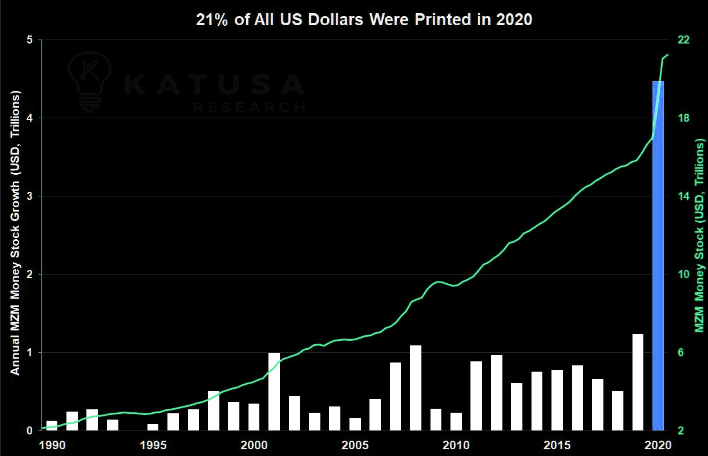 21% of All US Dollars Were Printed in 2020
KATUSA
RESEARCH
Annual MZM Money Stock Growth (USD, Trillions)
5
4
3
2
1
0
22
18
14
10
6
2
MZM Money Stock (USD, Trillions)
1990 1995 2000 2005 2010 2015 2020